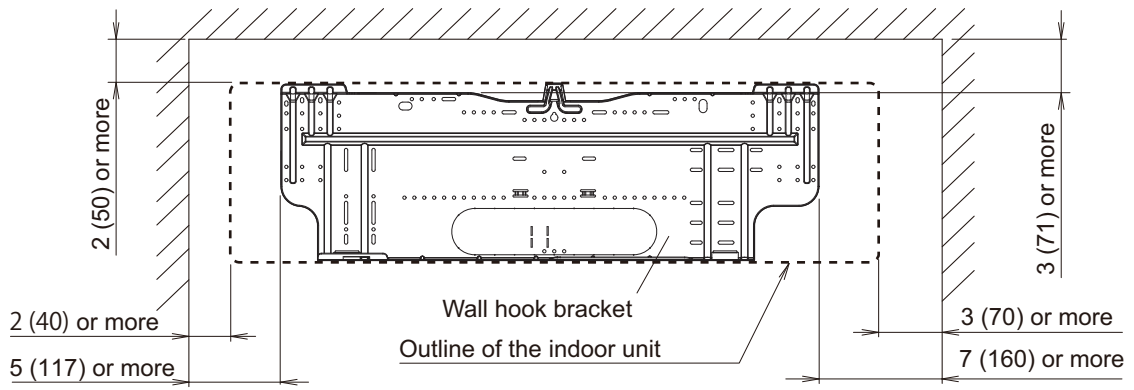 2 (50) or more
3 (71) or more
Wall hook bracket
2 (40) or more
3 (70) or more
Outline of the indoor unit
5 (117) or more
7 (160) or more